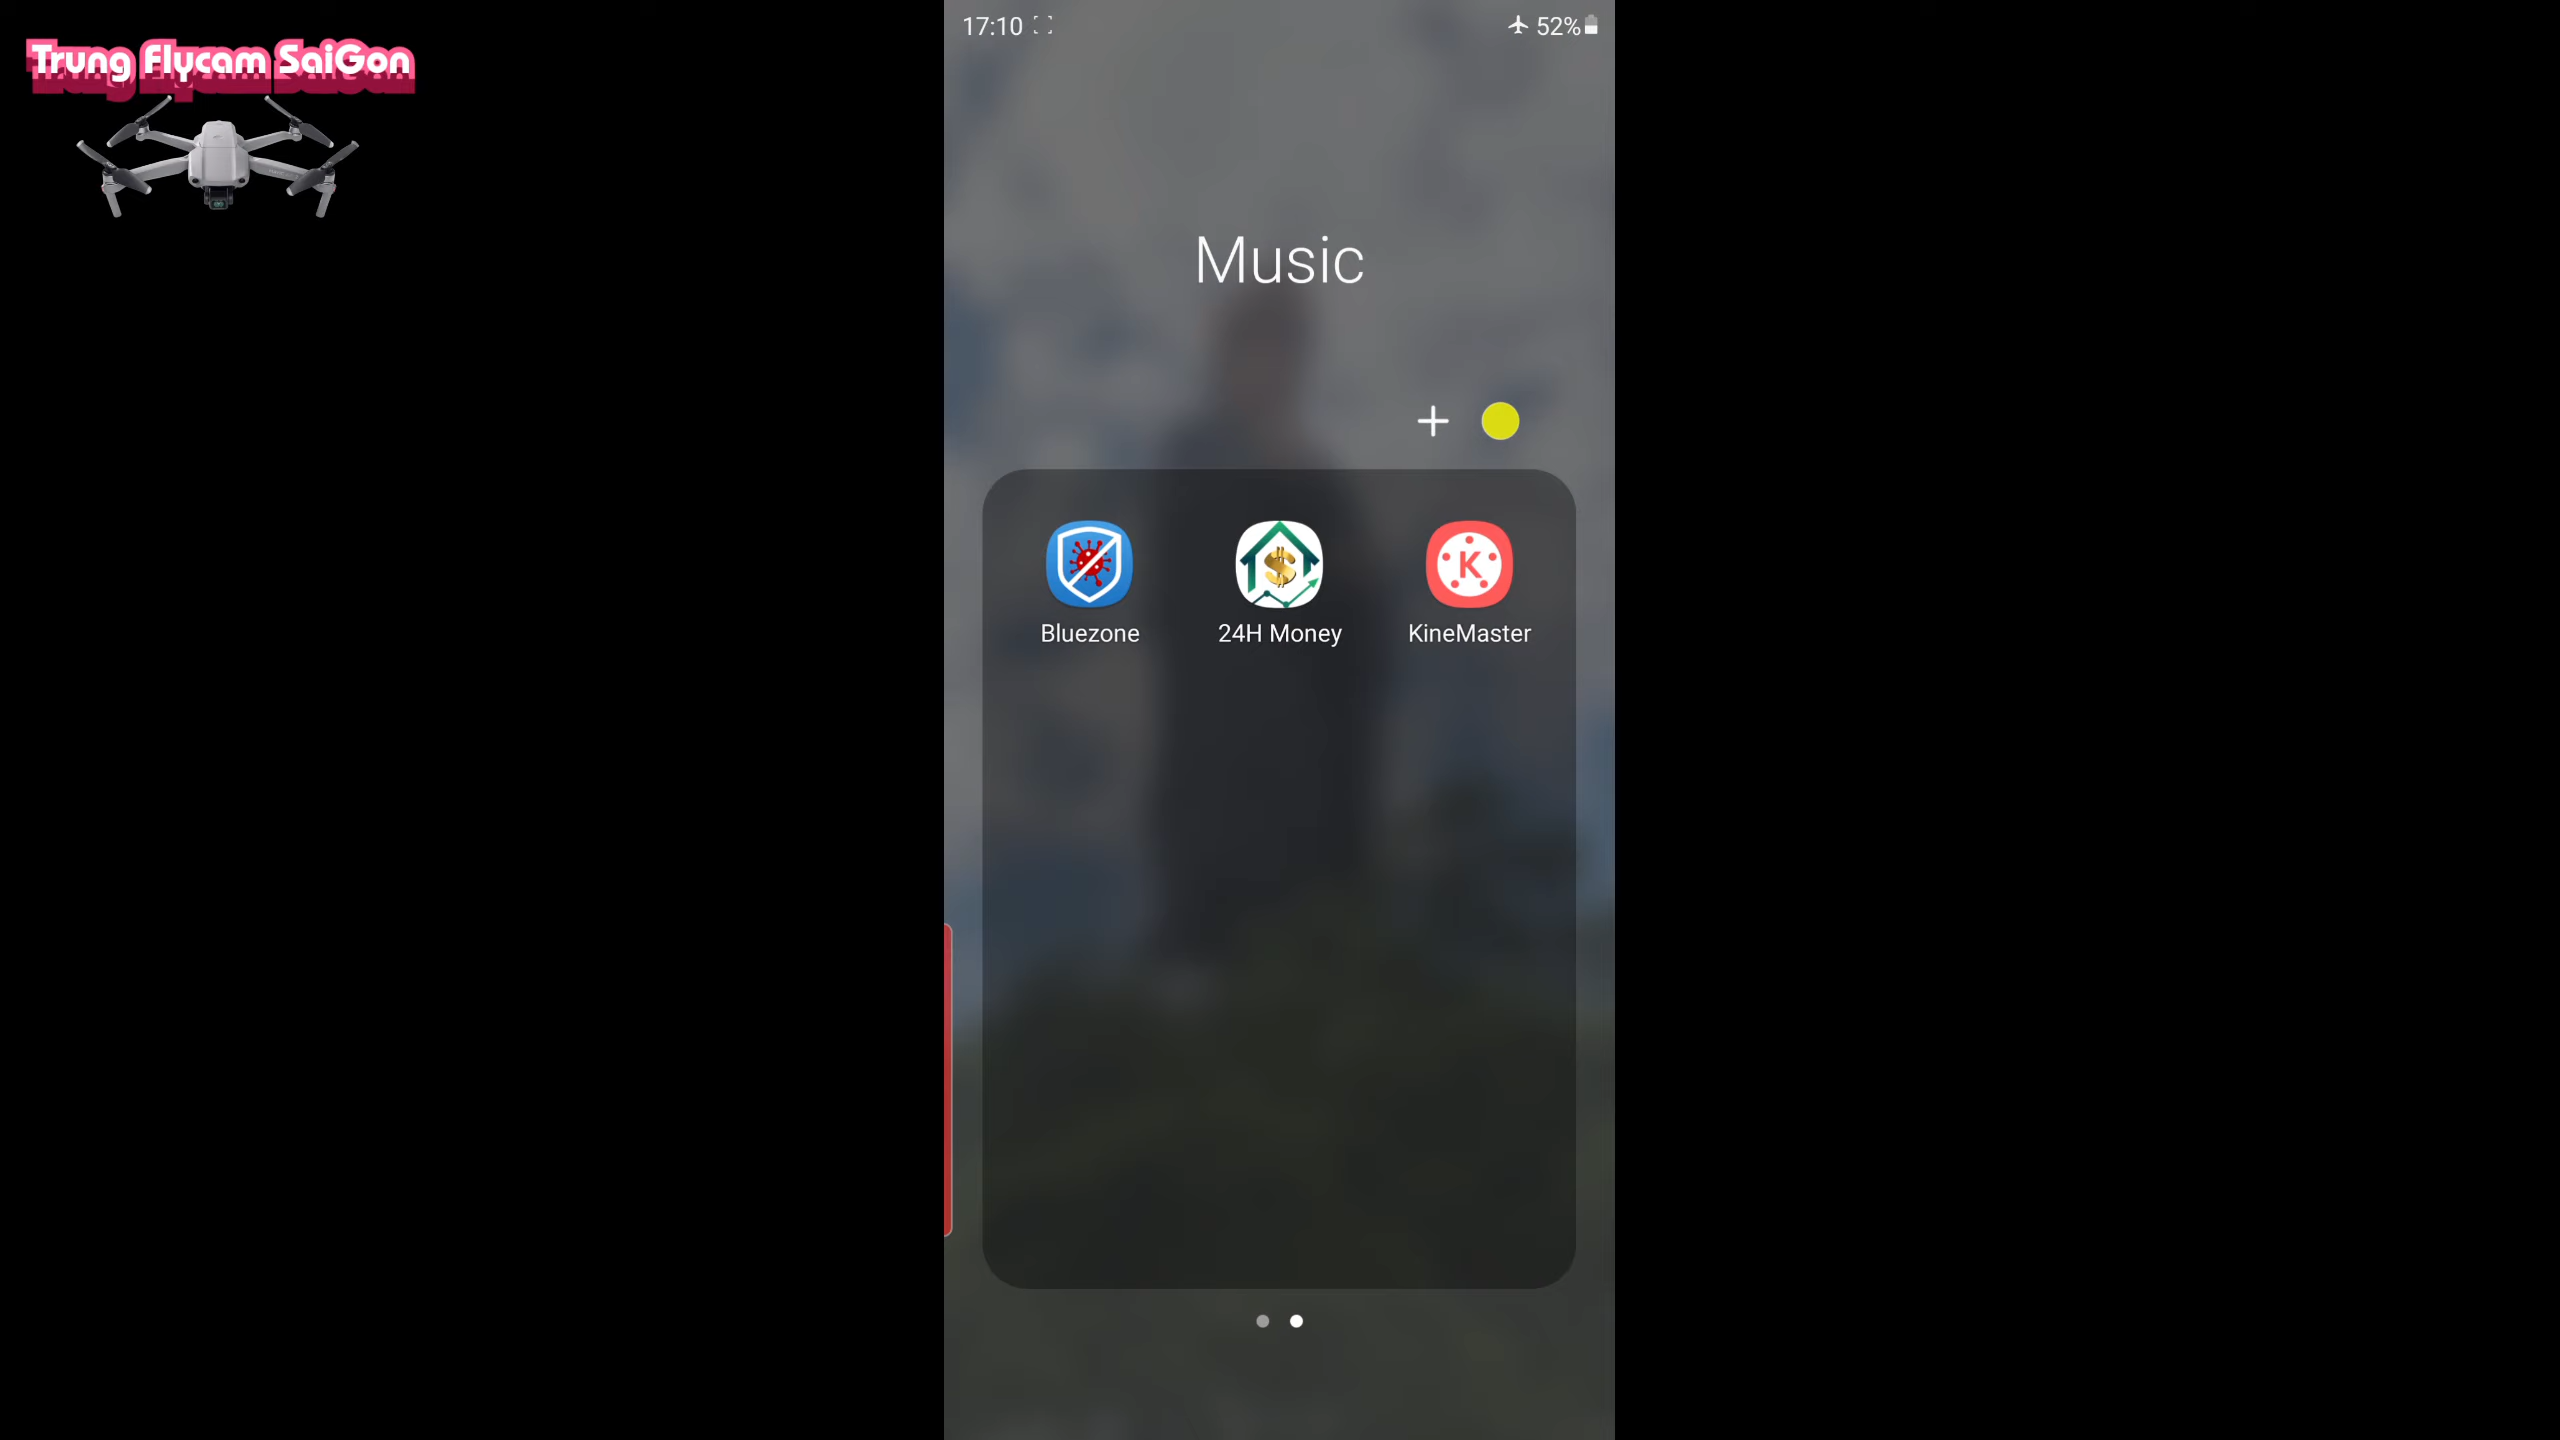 Trung Flycam SaiGon
17:10
52%
Music
Bluezone
24H Money
K
KineMaster